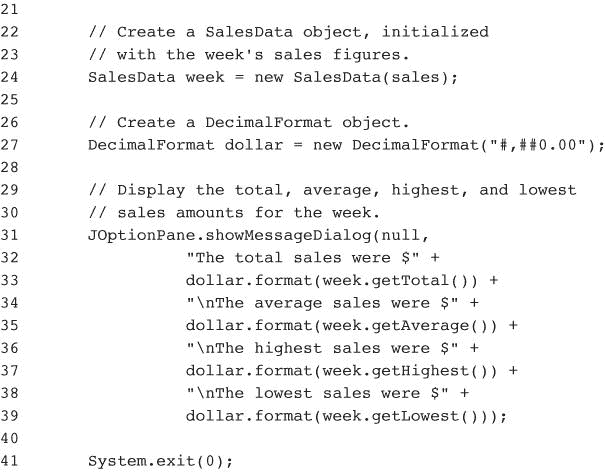 21
22 // Create a SalesData object, initialized
23 // with the week's sales figures.
24 SalesData week = new SalesData(sales);
25
26 // Create a DecimalFormat object.
27 DecimalFormat dollar = new DecimalFormat("#,##0.00");
28
29 // Display the total, average, highest, and lowest
30 // sales amounts for the week.
31 JOptionPane.showMessageDialog(null,
32 "The total sales were $" +
33 dollar.format(week.getTotal()) +
34 "\nThe average sales were $" +
35 dollar.format(week.getAverage()) +
36 "\nThe highest sales were $" +
37 dollar.format(week.getHighest()) +
38 "\nThe lowest sales were $" +
39 dollar.format(week.getLowest()));
40
41 System.exit(0);